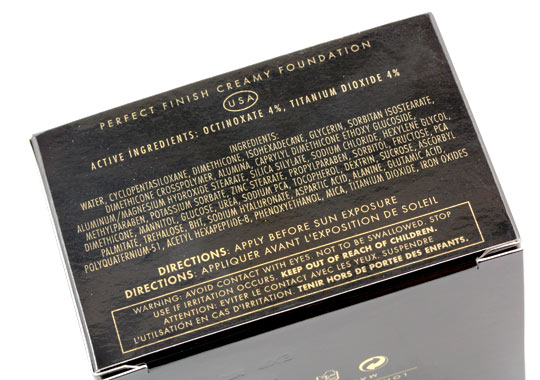 PERFECT FINISH CREAMY FOUNDATION
USA
ACTIVE INGREDIENTS: OCTINOXATE 4%, TITANIUM DIOXIDE 4%
INGREDIENTS:
WATER, CYCLOPENTASILOXANE, DIMETHICONE, ISOHEXADECANE, GLYCERIN, SORBITAN ISOSTEARATE,
DIMETHICONE CROSSPOLYMER, ALUMINA, CAPRYLYL DIMETHICONE ETHOXY GLUCOSIDE,
ALUMINUM/MAGNESIUM HYDROXIDE STEARATE, SILICA SILYLATE, SODIUM CHLORIDE, HEXYLENE GLYCOL,
METHYLPARABEN, POTASSIUM SORBATE, ZINC STEARATE, PROPYLPARABEN, SORBITOL, FRUCTOSE, PCA
DIMETHICONE, MANNITOL, GLUCOSE, UREA, SODIUM PCA, TOCOPHEROL, DEXTRIN, SUCROSE, ASCORBYL
PALMITATE, TREHALOSE, BHT, SODIUM HYALURONATE, ASPARTIC ACID, ALANINE, GLUTAMIC ACID,
POLYQUATERNIUM-51, ACETYL HEXAPEPTIDE-8, PHENOXYETHANOL, MICA, TITANIUM DIOXIDE, IRON OXIDES
DIRECTIONS: APPLY BEFORE SUN EXPOSURE
DIRECTIONS: APPLIQUER AVANT L'EXPOSITION DE SOLEIL
WARNING: AVOID CONTACT WITH EYES. NOT TO BE SWALLOWED. STOP
USE IF IRRITATION OCCURS. KEEP OUT OF REACH OF CHILDREN.
ATTENTION: EVITER LE CONTACT AVEC LES YEUX. SUSPENDRE
L'UTILSATION EN CAS D'IRRITATION. TENIR HORS DE PORTEE DES ENFANTS.